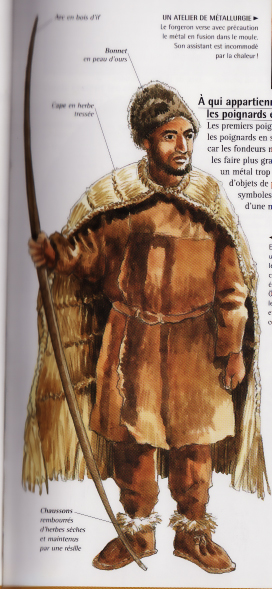 Arc en bois d'if
UN ATELIER DE MÉTALLURGIE ►
Le forgeron verse avec précaution
le métal en fusion dans le moule.
Son assistant est incommodé
par la chaleur !
Bonnet
en peau d'ours
Cape en herbe
tressée
À qui appartienn
les poignards e
Les premiers poig
les poignards en s
car les fondeurs n
les faire plus gra
un métal trop
d'objets de p
symboles
d'une m
Chaussons
rembourrés
d'herbes sèches
et maintenus
par une résille